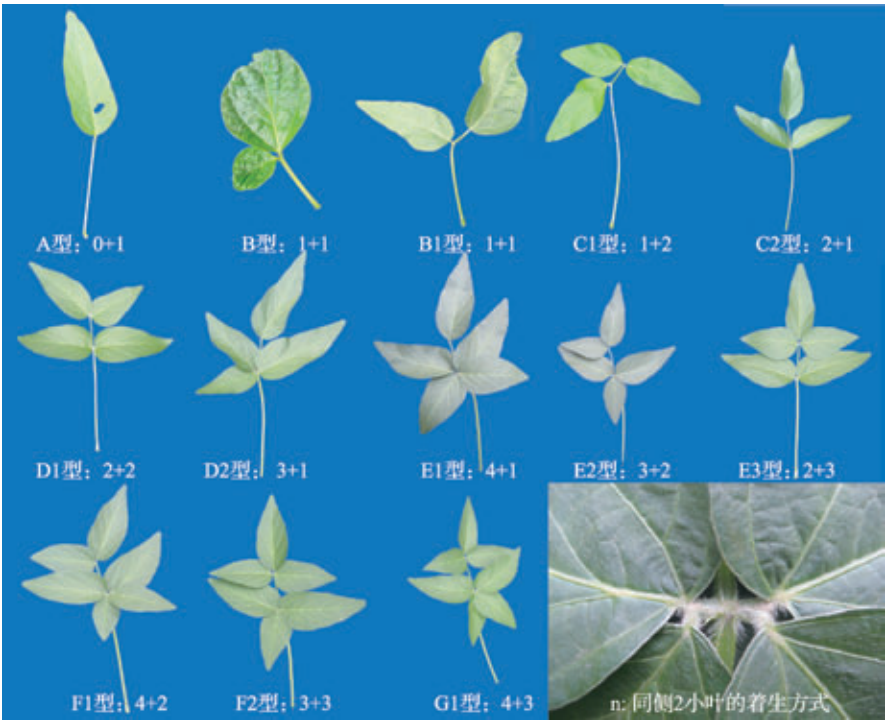 A型：0+1
B型：1+1
B1型：1+1
C1型：1+2
C2型：2+1
D1型：2+2
D2型：3+1
E1型：4+1
E2型：3+2
E3型：2+3
F1型：4+2
F2型：3+3
G1型：4+3
n: 同侧2小叶的着生方式